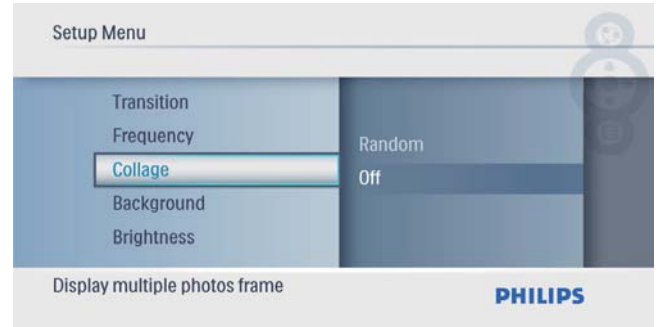 Setup Menu
Transition
Frequency
Collage
Background
Brightness
Random
Off
Display multiple photos frame
PHILIPS